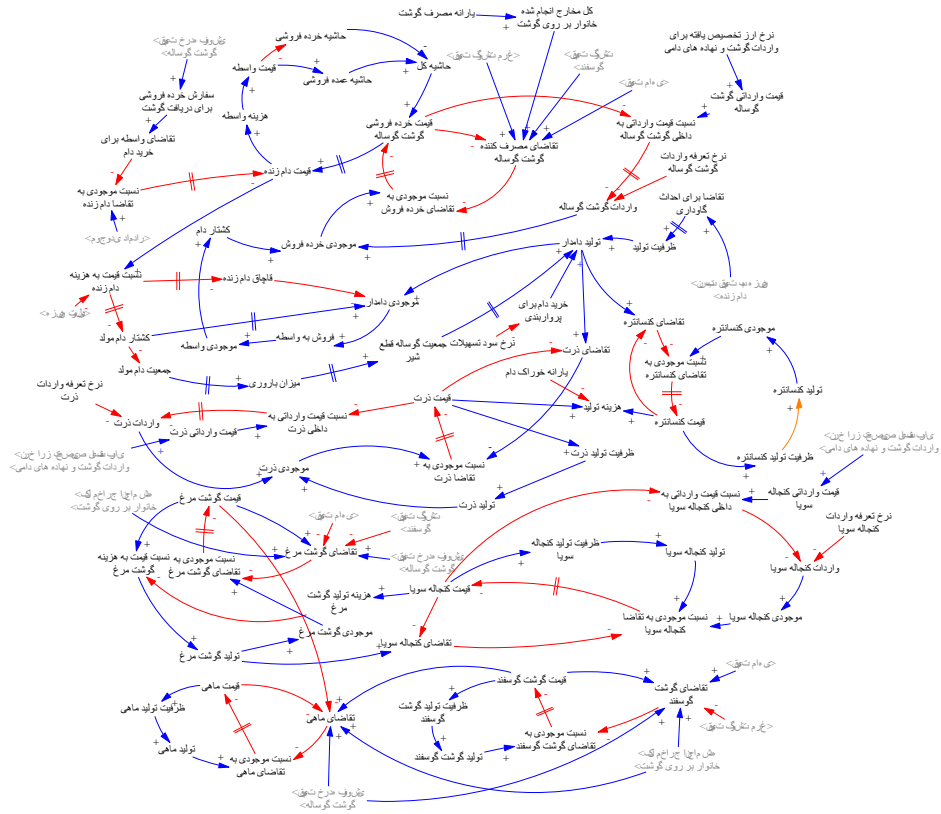 یارانه مصرف گوشت
کل مخارج انجام شده
خانوار بر روی گوشت
نرخ ارز تخصیص یافته برای
واردات گوشت و نهاده های دامی
حاشیه خرده فروشی
قیمت واسطه
حاشیه عمده فروشی
حاشیه کل
سفارش خرده فروشی
برای دریافت گوشت
هزینه واسطه
قیمت خرده فروشی
گوشت گوساله
نسبت قیمت وارداتی به
داخلی گوشت گوساله
قیمت وارداتی گوشت
گوساله
تقاضای واسطه برای
خرید دام
تقاضای مصرف کننده
گوشت گوساله
نرخ تعرفه واردات
گوشت گوساله
قیمت دام زنده
نسبت موجودی به
تقاضا دام زنده
نسبت موجودی به
تقاضای خرده فروش
واردات گوشت گوساله
تقاضا برای احداث
گاوداری
کشتار دام
موجودی خرده فروش
تولید دامدار
ظرفیت تولید
نسبت قیمت به هزینه
دام زنده
قاچاق دام زنده
موجودی دامدار
خرید دام برای
پرواربندی
نرخ سود تسهیلات
تقاضای کنسانتره
موجودی کنسانتره
کشتار دام مولد
موجودی واسطه
فروش به واسطه
جمعیت گوساله قطع
شیر
تقاضای ذرت
نسبت موجودی به
تقاضای کنسانتره
جمعیت دام مولد
میزان باروری
یارانه خوراک دام
تولید کنسانتره
نرخ تعرفه واردات
ذرت
قیمت ذرت
هزینه تولید
قیمت کنسانتره
واردات ذرت
قیمت وارداتی ذرت
نسبت قیمت وارداتی به
داخلی ذرت
ظرفیت تولید ذرت
ظرفیت تولید کنسانتره
موجودی ذرت
نسبت موجودی به
تقاضا ذرت
تولید ذرت
قیمت گوشت مرغ
نسبت قیمت وارداتی به
داخلی کنجاله سویا
قیمت وارداتی کنجاله
سویا
نرخ تعرفه واردات
کنجاله سویا
نسبت قیمت به هزینه
گوشت مرغ
نسبت موجودی به
تقاضای گوشت مرغ
تقاضای گوشت مرغ
ظرفیت تولید کنجاله
سویا
تولید کنجاله سویا
واردات کنجاله سویا
هزینه تولید گوشت
مرغ
قیمت کنجاله سویا
موجودی گوشت مرغ
تقاضای کنجاله سویا
نسبت موجودی به تقاضا
کنجاله سویا
موجودی کنجاله سویا
تولید گوشت مرغ
قیمت ماهی
ظرفیت تولید ماهی
تقاضای ماهی
قیمت گوشت گوسفند
ظرفیت تولید گوشت
گوسفند
تقاضای گوشت
گوسفند
تولید ماهی
نسبت موجودی به
تقاضای ماهی
تولید گوشت گوسفند
نسبت موجودی به
تقاضای گوشت گوسفند